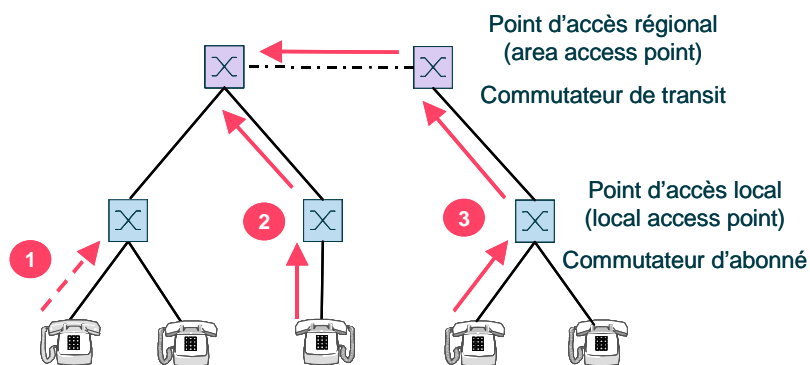 Point d'accès régional
(area access point)
Commutateur de transit
Point d'accès local
(local access point)
Commutateur d'abonné
1
2
3